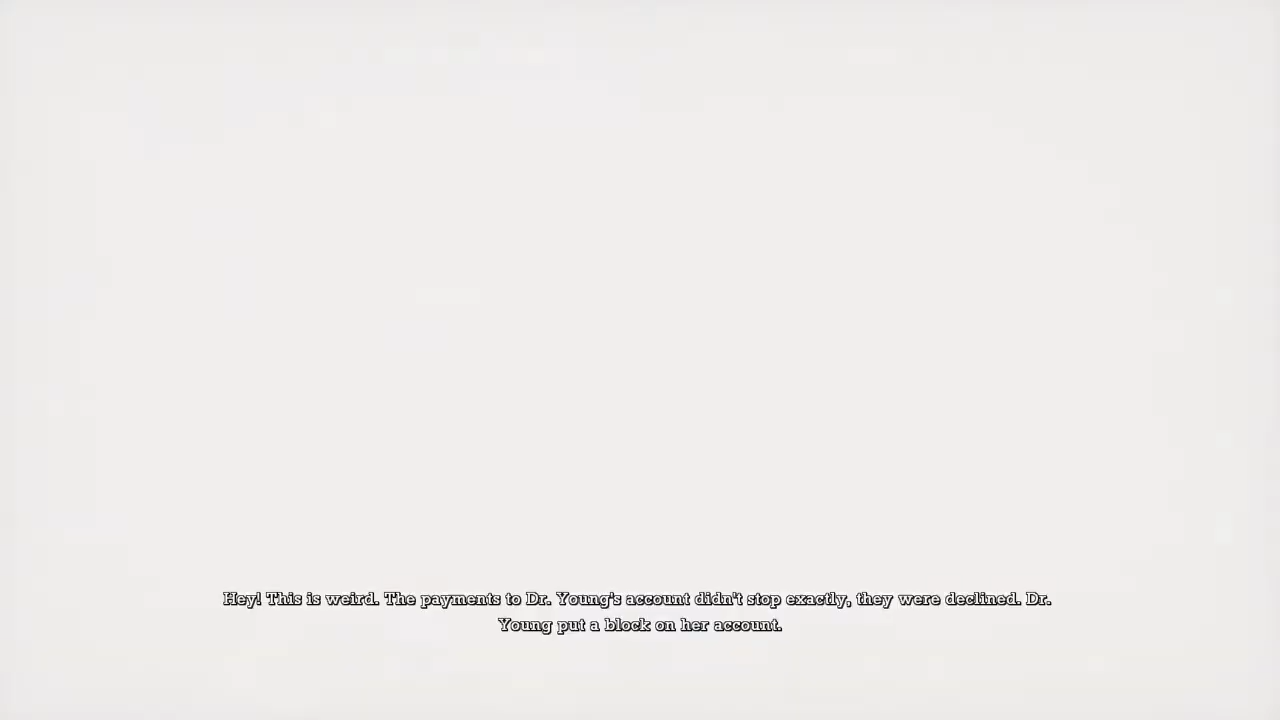 Hey! This is weird. The payments to Dr. Young's account didn't stop exactly, they were declined. Dr.
Young put a block on her account.